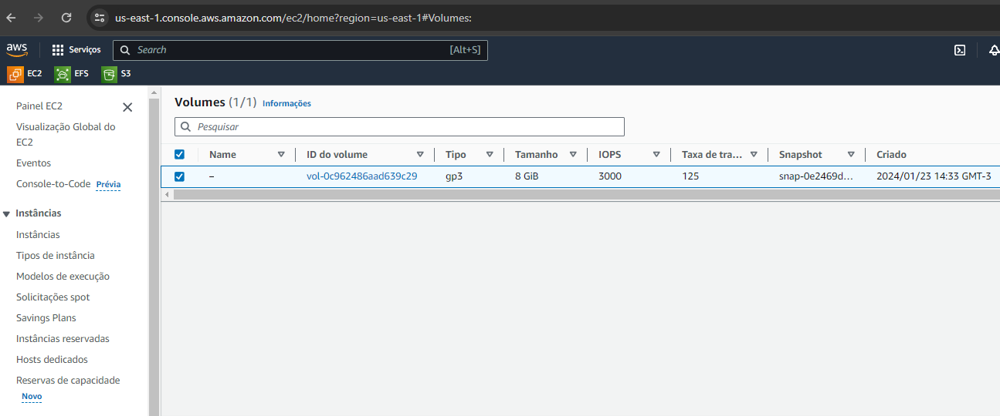 us-east-1.console.aws.amazon.com/ec2/home?region=us-east-1#Volumes:
aws Serviços Search [Alt+S]
EC2 EFS S3
Painel EC2
Visualização Global do
EC2
Eventos
Console-to-Code Prévia
Instâncias
Instâncias
Tipos de instância
Modelos de execução
Solicitações spot
Savings Plans
Instâncias reservadas
Hosts dedicados
Reservas de capacidade
Novo
Volumes (1/1) Informações
Pesquisar
Name ID do volume Tipo Tamanho IOPS Taxa de tra... Snapshot Criado
– vol-0c962486aad639c29 gp3 8 GiB 3000 125 snap-0e2469d... 2024/01/23 14:33 GMT-3